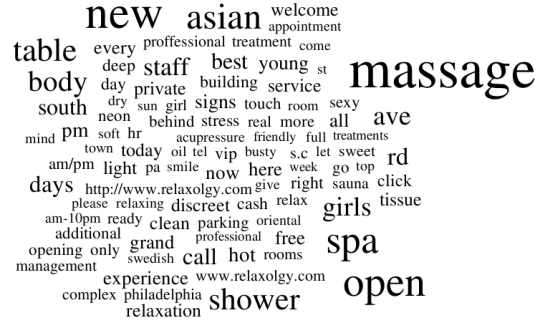 new asian welcome
appointment
table every proffessional treatment come
deep staff best young st
body day private building service massage
south dry sun girl signs touch room sexy
neon behind stress real more all ave
mind pm soft hr acupressure friendly full treatments
town today oil tel vip busty s.c let sweet rd
am/pm light pa smile now here week go top
days http://www.relaxolgy.com give right sauna click
please relaxing discreet cash relax girls tissue
am-10pm ready clean parking oriental
additional
opening only grand professional free spa
management swedish call hot rooms
experience www.relaxolgy.com open
complex philadelphia shower
relaxation